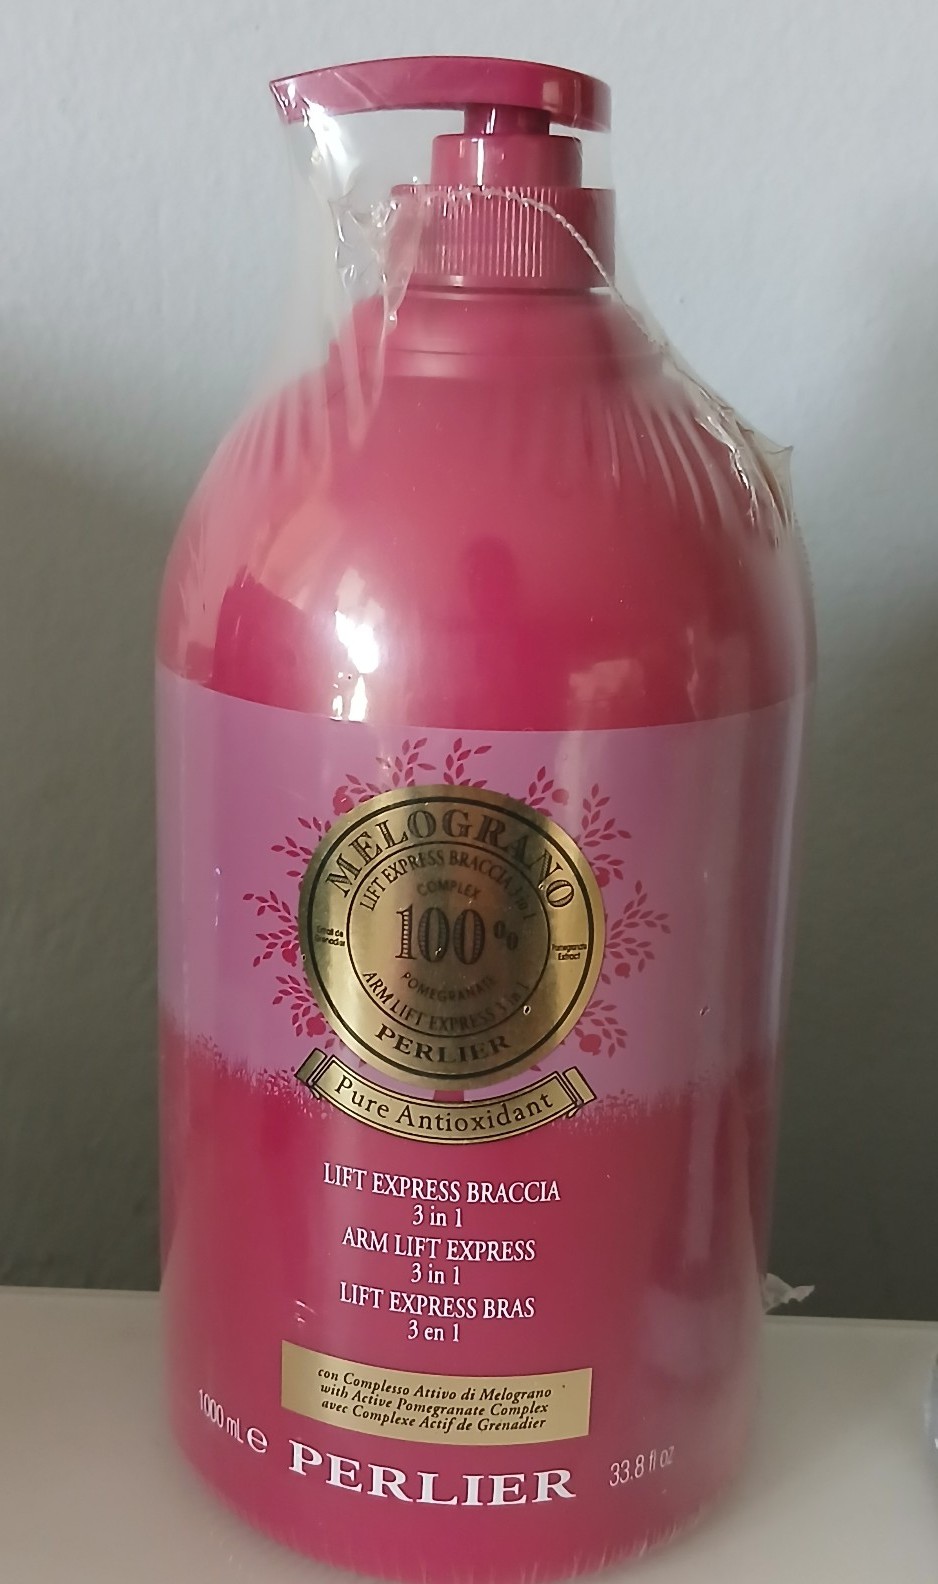 MELOGRANO
LIFT EXPRESS BRACCIA 3 in 1
COMPLEX
100%
POMEGRANATE
ARM LIFT EXPRESS 3 in 1
Pomegranate
Extract
PERLIER
Pure Antioxidant
LIFT EXPRESS BRACCIA
3 in 1
ARM LIFT EXPRESS
3 in 1
LIFT EXPRESS BRAS
3 en 1
con Complesso Attivo di Melograno
with Active Pomegranate Complex
avec Complexe Actif de Grenadier
1000 mL e
PERLIER
33.8 fl oz